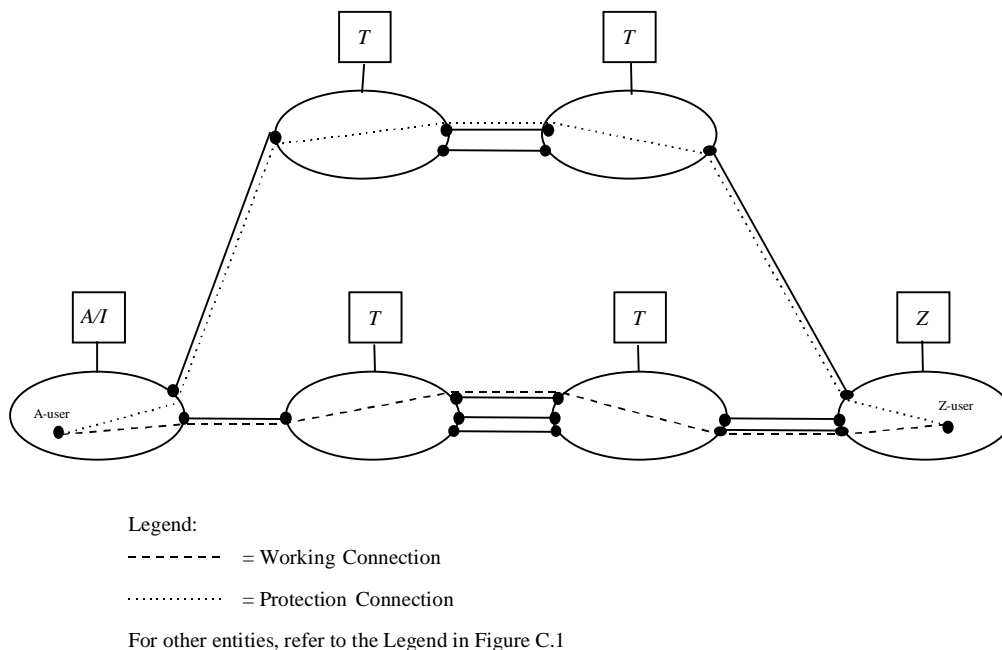 T T
A/I T T Z
A-user Z-user
Legend:
= Working Connection
= Protection Connection
For other entities, refer to the Legend in Figure C.1